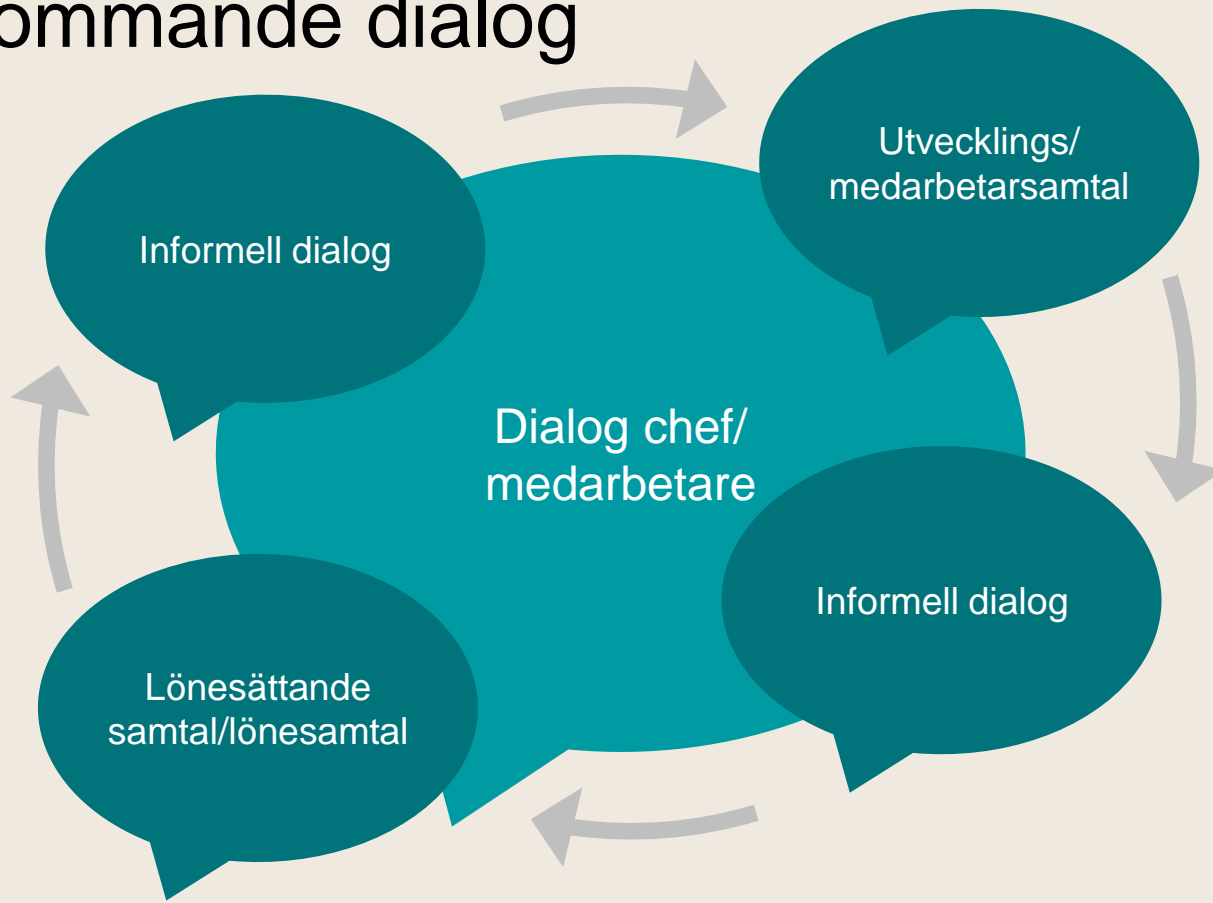 ommande dialog
Utvecklings/
medarbetarsamtal
Informell dialog
Dialog chef/
medarbetare
Informell dialog
Lönesättande
samtal/lönesamtal